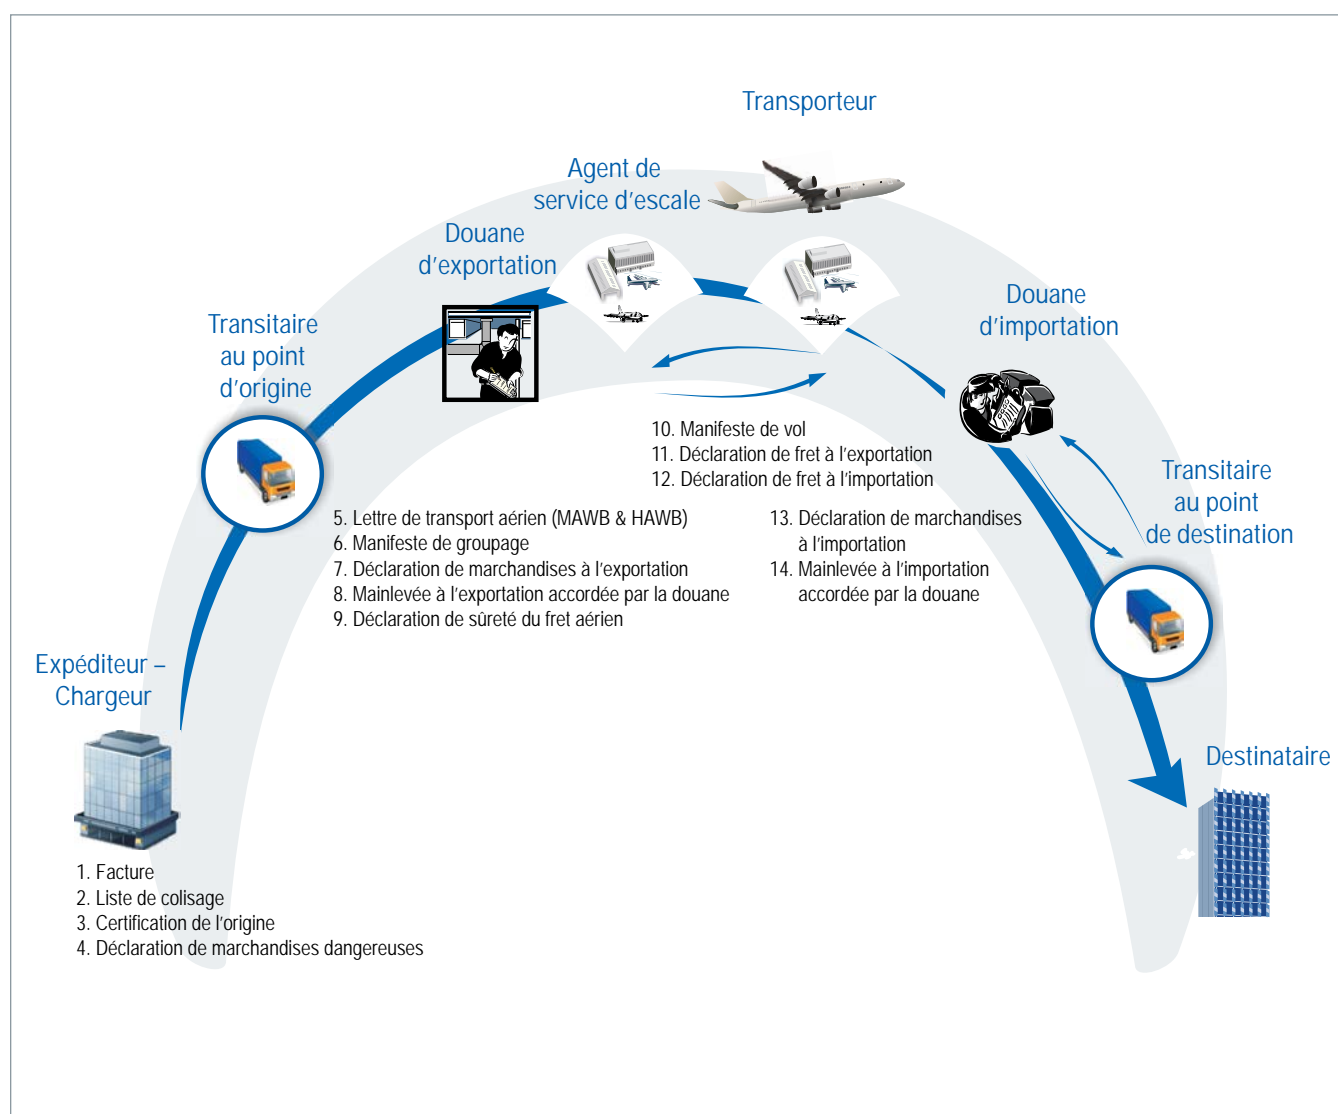 Transporteur
Agent de
service d'escale
Douane
d'exportation
Douane
d'importation
Transitaire
au point
d'origine
10. Manifeste de vol
11. Déclaration de fret à l'exportation
12. Déclaration de fret à l'importation
Transitaire
au point
de destination
5. Lettre de transport aérien (MAWB & HAWB)
6. Manifeste de groupage
7. Déclaration de marchandises à l'exportation
8. Mainlevée à l'exportation accordée par la douane
9. Déclaration de sûreté du fret aérien
13. Déclaration de marchandises
à l'importation
14. Mainlevée à l'importation
accordée par la douane
Expéditeur –
Chargeur
Destinataire
1. Facture
2. Liste de colisage
3. Certification de l'origine
4. Déclaration de marchandises dangereuses